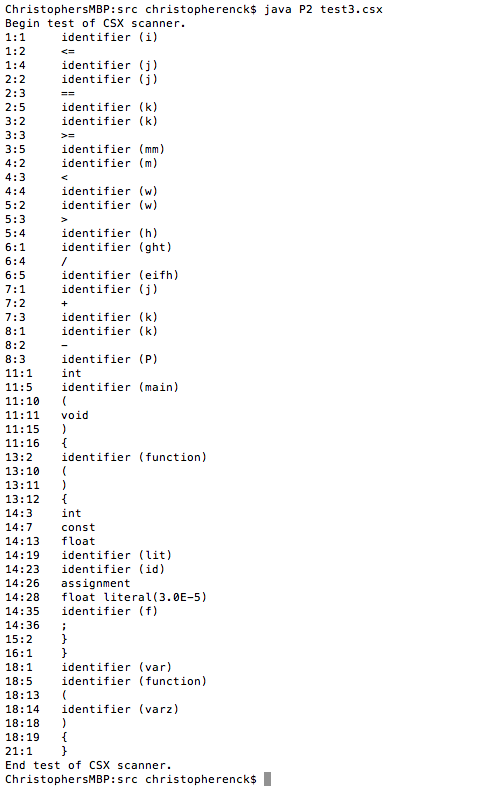 ChristophersMBP:src christopherenck$ java P2 test3.csx
Begin test of CSX scanner.
1:1 identifier (i)
1:2 <=
1:4 identifier (j)
2:2 identifier (j)
2:3 ==
2:5 identifier (k)
3:2 identifier (k)
3:3 >=
3:5 identifier (mm)
4:2 identifier (m)
4:3 <
4:4 identifier (w)
5:2 identifier (w)
5:3 >
5:4 identifier (h)
6:1 identifier (ght)
6:4 /
6:5 identifier (eifh)
7:1 identifier (j)
7:2 +
7:3 identifier (k)
8:1 identifier (k)
8:2 -
8:3 identifier (P)
11:1 int
11:5 identifier (main)
11:10 (
11:11 void
11:15 )
11:16 {
13:2 identifier (function)
13:10 (
13:11 )
13:12 {
14:3 int
14:7 const
14:13 float
14:19 identifier (lit)
14:23 identifier (id)
14:26 assignment
14:28 float literal(3.0E-5)
14:35 identifier (f)
14:36 ;
15:2 }
16:1 }
18:1 identifier (var)
18:5 identifier (function)
18:13 (
18:14 identifier (varz)
18:18 )
18:19 {
21:1 }
End test of CSX scanner.
ChristophersMBP:src christopherenck$